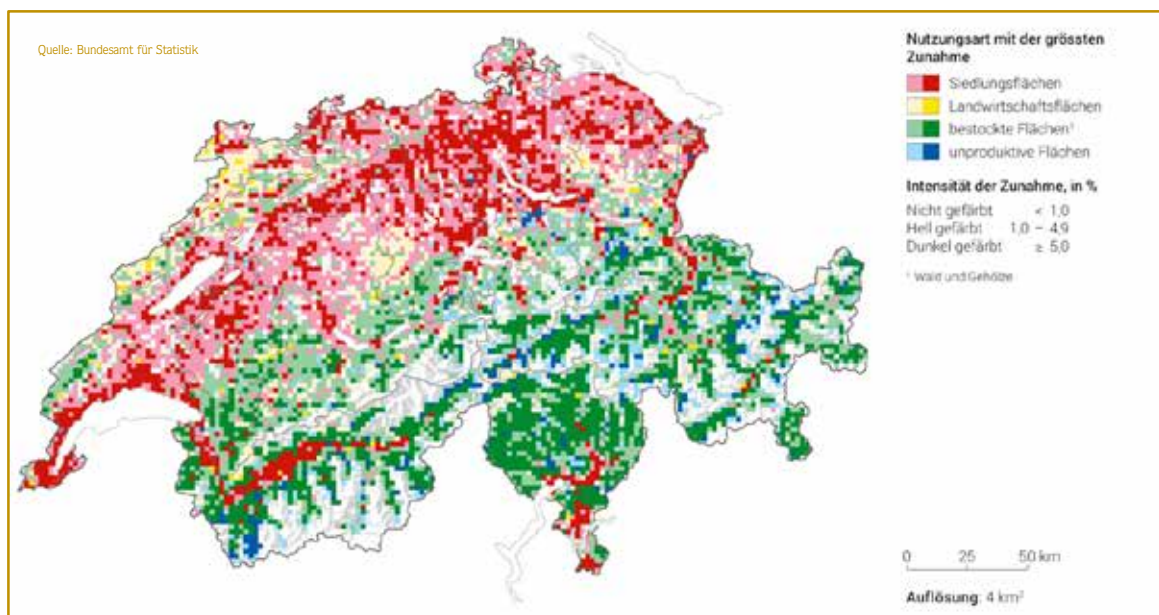 Quelle: Bundesamt für Statistik
Nutzungsart mit der grössten
Zunahme
Siedlungsflächen
Landwirtschaftsflächen
bestockte Flächen¹
unproduktive Flächen
Intensität der Zunahme, in %
Nicht gefärbt < 1,0
Hell gefärbt 1,0 – 4,9
Dunkel gefärbt ≥ 5,0
¹ Wald und Gehölze
0 25 50 km
Auflösung: 4 km²